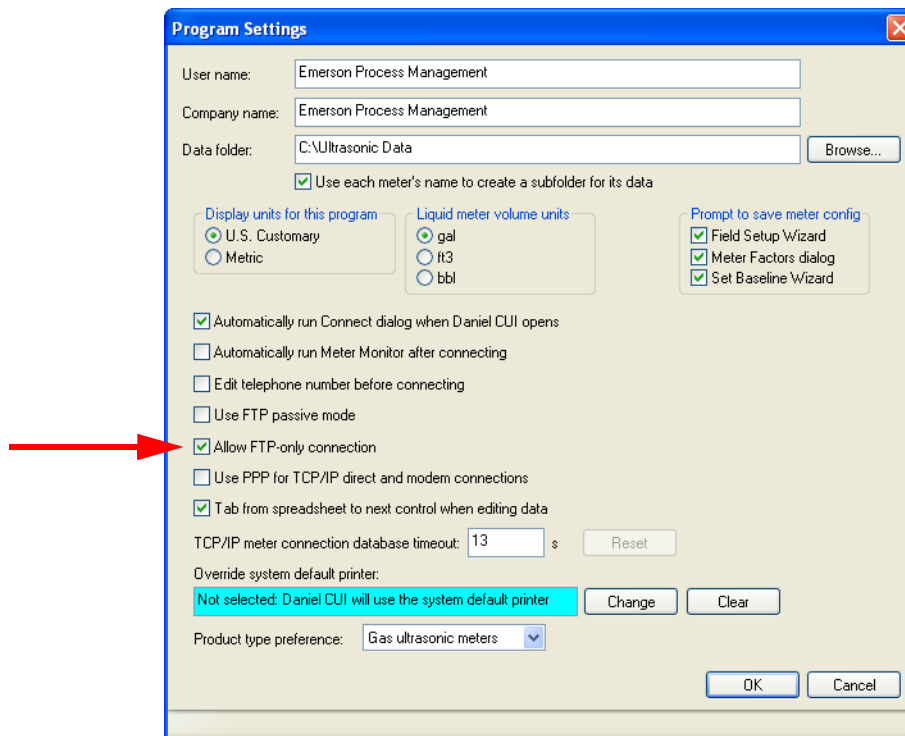 Program Settings
User name: Emerson Process Management
Company name: Emerson Process Management
Data folder: C:\Ultrasonic Data Browse...
Use each meter's name to create a subfolder for its data
Display units for this program Liquid meter volume units Prompt to save meter config
U.S. Customary gal Field Setup Wizard
Metric ft3 Meter Factors dialog
bbl Set Baseline Wizard
Automatically run Connect dialog when Daniel CUI opens
Automatically run Meter Monitor after connecting
Edit telephone number before connecting
Use FTP passive mode
Allow FTP-only connection
Use PPP for TCP/IP direct and modem connections
Tab from spreadsheet to next control when editing data
TCP/IP meter connection database timeout: 13 s Reset
Override system default printer:
Not selected: Daniel CUI will use the system default printer Change Clear
Product type preference: Gas ultrasonic meters
OK Cancel